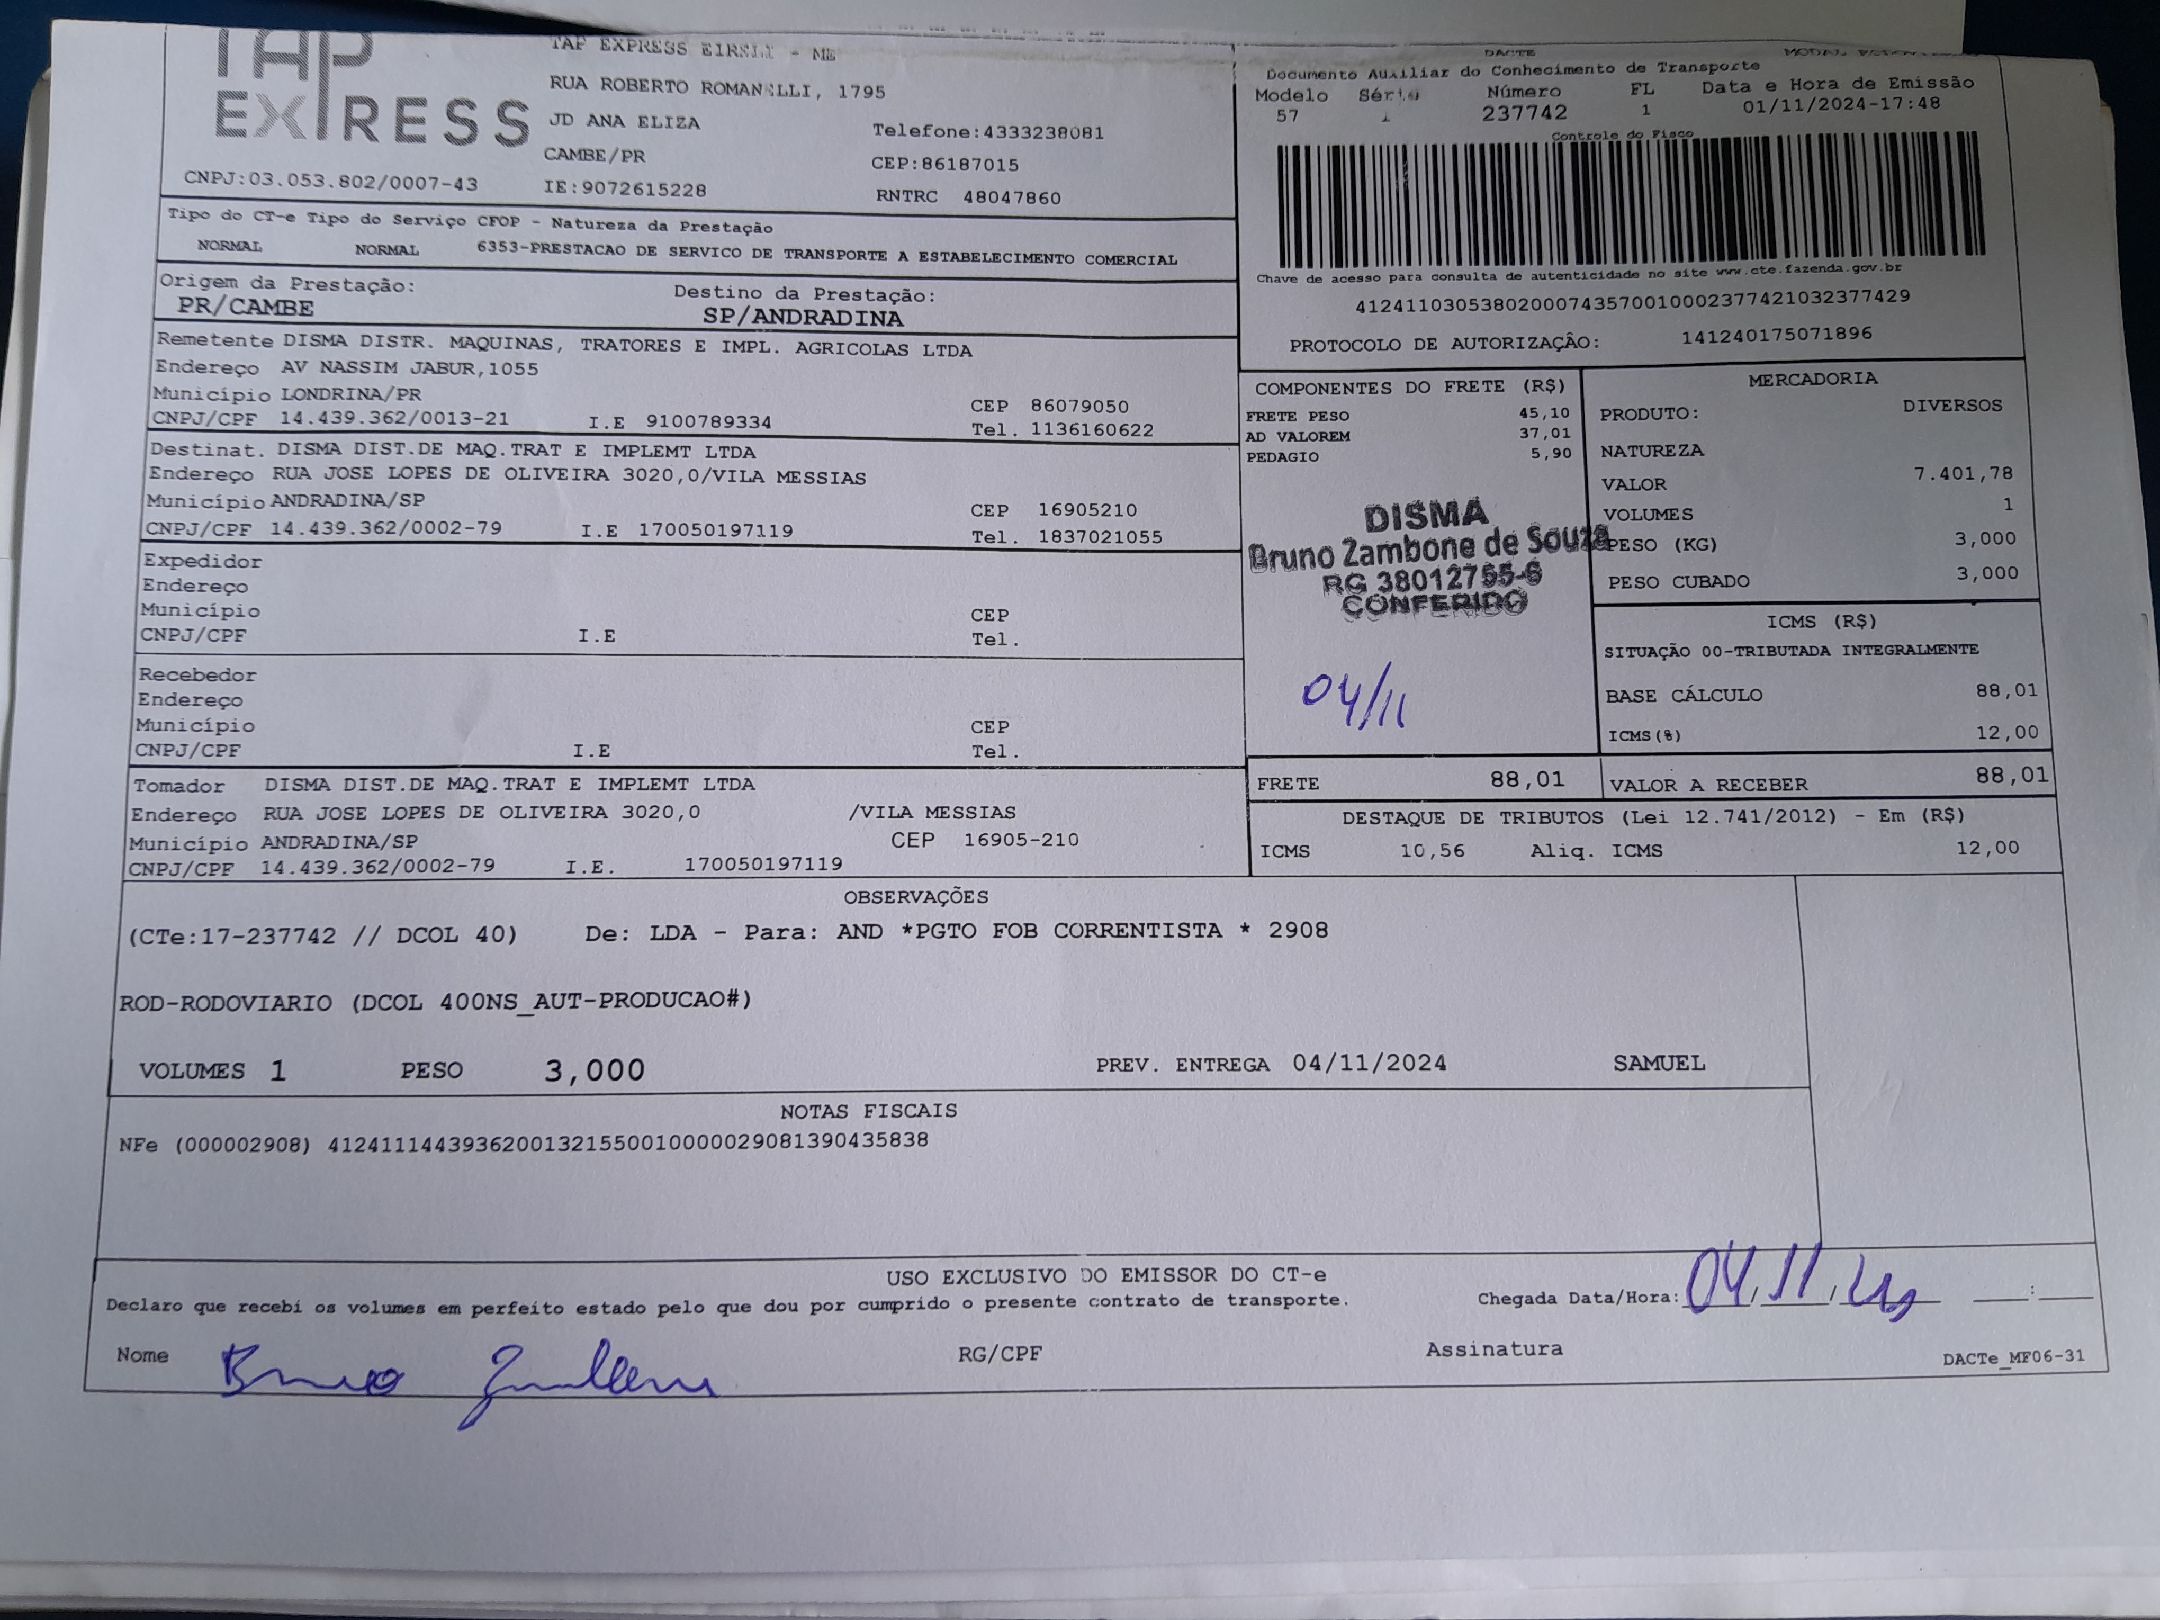 TAP
EXPRESS
CNPJ:03.053.802/0007-43
TAP EXPRESS EIRELI - ME
RUA ROBERTO ROMANELLI, 1795
JD ANA ELIZA
CAMBE/PR
IE:9072615228
Telefone:4333238081
CEP:86187015
RNTRC 48047860
DACTE
Documento Auxiliar do Conhecimento de Transporte
Modelo Série Número FL Data e Hora de Emissão
57 1 237742 1 01/11/2024-17:48
Controle do Fisco
Chave de acesso para consulta de autenticidade no site www.cte.fazenda.gov.br
41241103053802000743570010002377421032377429
PROTOCOLO DE AUTORIZAÇÃO: 141240175071896
Tipo do CT-e Tipo do Serviço CFOP - Natureza da Prestação
NORMAL NORMAL 6353-PRESTACAO DE SERVICO DE TRANSPORTE A ESTABELECIMENTO COMERCIAL
Origem da Prestação: Destino da Prestação:
PR/CAMBE SP/ANDRADINA
Remetente DISMA DISTR. MAQUINAS, TRATORES E IMPL. AGRICOLAS LTDA
Endereço AV NASSIM JABUR,1055
Município LONDRINA/PR CEP 86079050
CNPJ/CPF 14.439.362/0013-21 I.E 9100789334 Tel. 1136160622
Destinat. DISMA DIST.DE MAQ.TRAT E IMPLEMT LTDA
Endereço RUA JOSE LOPES DE OLIVEIRA 3020,0/VILA MESSIAS
Município ANDRADINA/SP CEP 16905210
CNPJ/CPF 14.439.362/0002-79 I.E 170050197119 Tel. 1837021055
Expedidor
Endereço
Município CEP
CNPJ/CPF I.E Tel.
Recebedor
Endereço
Município CEP
CNPJ/CPF I.E Tel.
Tomador DISMA DIST.DE MAQ.TRAT E IMPLEMT LTDA
Endereço RUA JOSE LOPES DE OLIVEIRA 3020,0 /VILA MESSIAS
Município ANDRADINA/SP CEP 16905-210
CNPJ/CPF 14.439.362/0002-79 I.E. 170050197119
COMPONENTES DO FRETE (R$)
FRETE PESO 45,10
AD VALOREM 37,01
PEDAGIO 5,90
DISMA
Bruno Zambone de Souza
RG 38012755-6
CONFERIDO
04/11
MERCADORIA
PRODUTO: DIVERSOS
NATUREZA
VALOR 7.401,78
VOLUMES 1
PESO (KG) 3,000
PESO CUBADO 3,000
ICMS (R$)
SITUAÇÃO 00-TRIBUTADA INTEGRALMENTE
BASE CÁLCULO 88,01
ICMS(%) 12,00
FRETE 88,01 VALOR A RECEBER 88,01
DESTAQUE DE TRIBUTOS (Lei 12.741/2012) - Em (R$)
ICMS 10,56 Aliq. ICMS 12,00
OBSERVAÇÕES
(CTe:17-237742 // DCOL 40) De: LDA - Para: AND *PGTO FOB CORRENTISTA * 2908
ROD-RODOVIARIO (DCOL 400NS_AUT-PRODUCAO#)
VOLUMES 1 PESO 3,000 PREV. ENTREGA 04/11/2024 SAMUEL
NOTAS FISCAIS
NFe (000002908) 41241114439362001321550010000029081390435838
USO EXCLUSIVO DO EMISSOR DO CT-e
Declaro que recebi os volumes em perfeito estado pelo que dou por cumprido o presente contrato de transporte. Chegada Data/Hora: 04/11/24 :
Nome Bruno Zambone RG/CPF Assinatura
DACTe_MF06-31